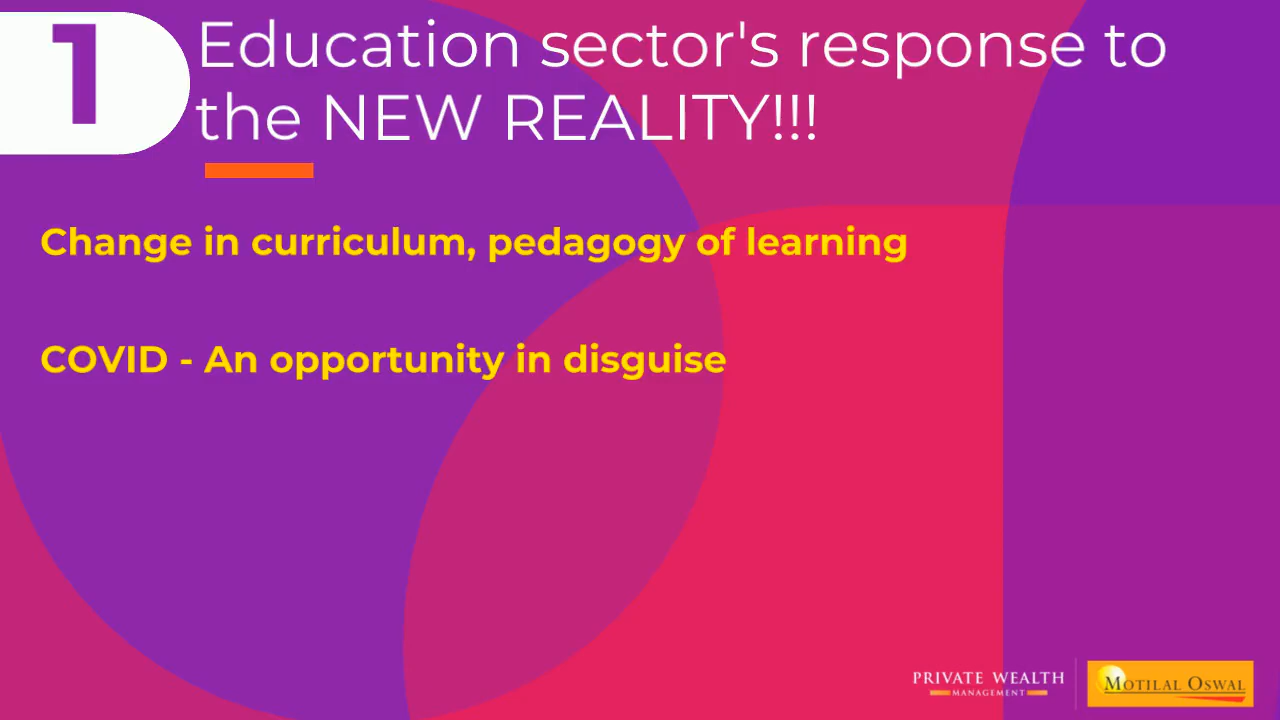 1
Education sector's response to
the NEW REALITY!!!
Change in curriculum, pedagogy of learning
COVID - An opportunity in disguise
PRIVATE WEALTH
MANAGEMENT
MOTILAL OSWAL